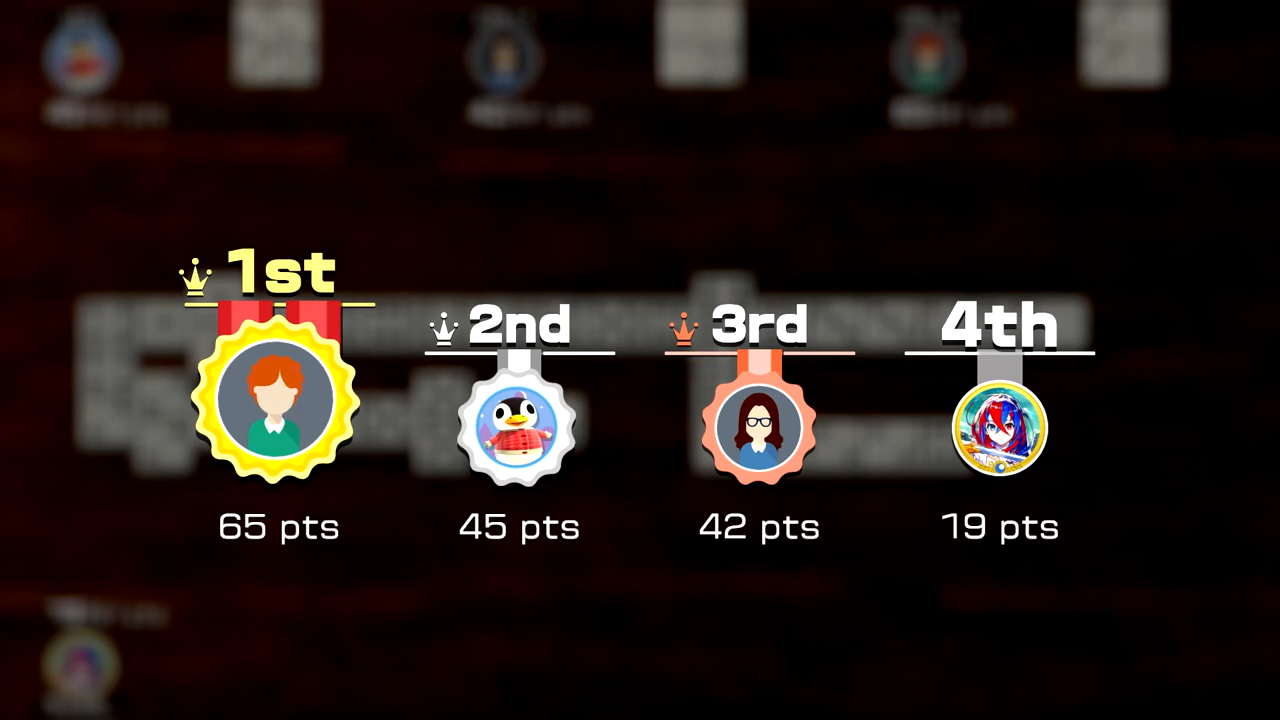 1st
2nd
3rd
4th
65 pts
45 pts
42 pts
19 pts